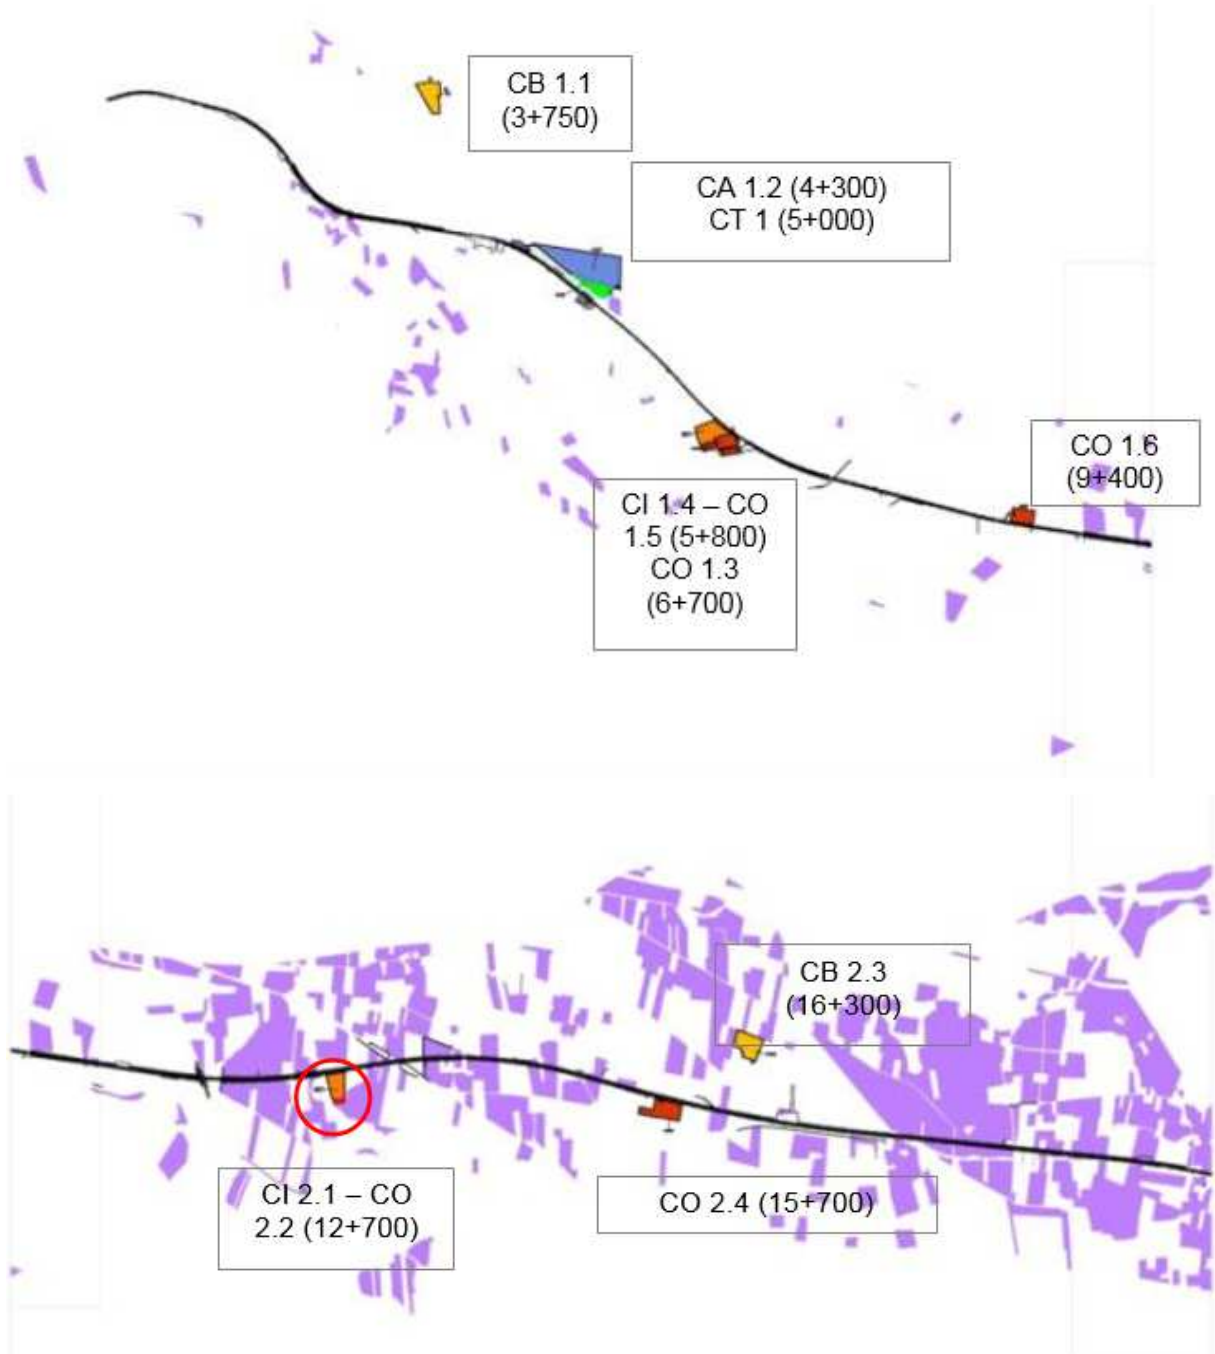 CB 1.1
(3+750)
CA 1.2 (4+300)
CT 1 (5+000)
CO 1.6
(9+400)
CI 1.4 – CO
1.5 (5+800)
CO 1.3
(6+700)
CB 2.3
(16+300)
CI 2.1 – CO
2.2 (12+700)
CO 2.4 (15+700)